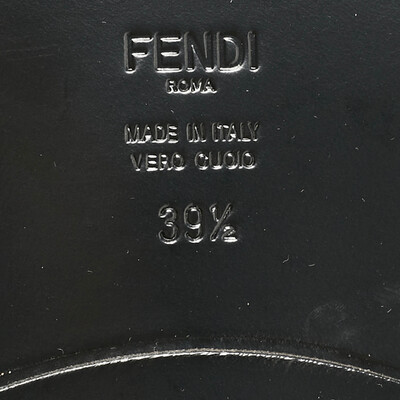 FENDI
ROMA
MADE IN ITALY
VERO CUOIO
39½